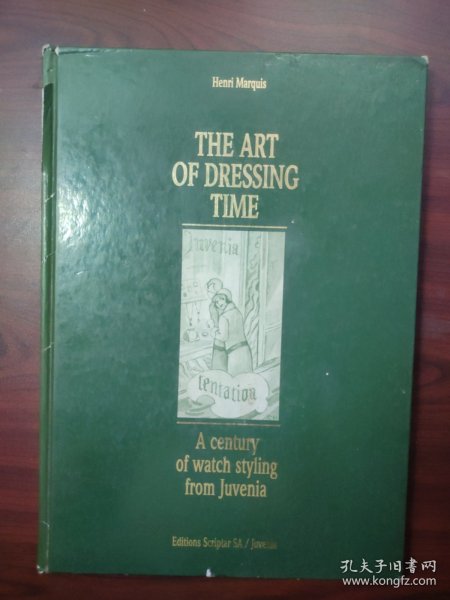 Henri Marquis
THE ART
OF DRESSING
TIME
juvenia
tentation
A century
of watch styling
from Juvenia
Editions Scriptar SA / Juvenia
孔夫子旧书网
www.kongfz.com